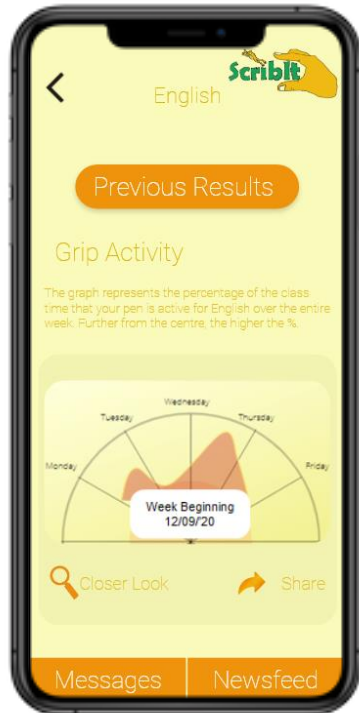 ScribIt
English
Previous Results
Grip Activity
The graph represents the percentage of the class
time that your pen is active for English over the entire
week. Further from the centre, the higher the %.
Wednesday
Tuesday
Thursday
Monday
Friday
Week Beginning
12/09/'20
Closer Look
Share
Messages
Newsfeed